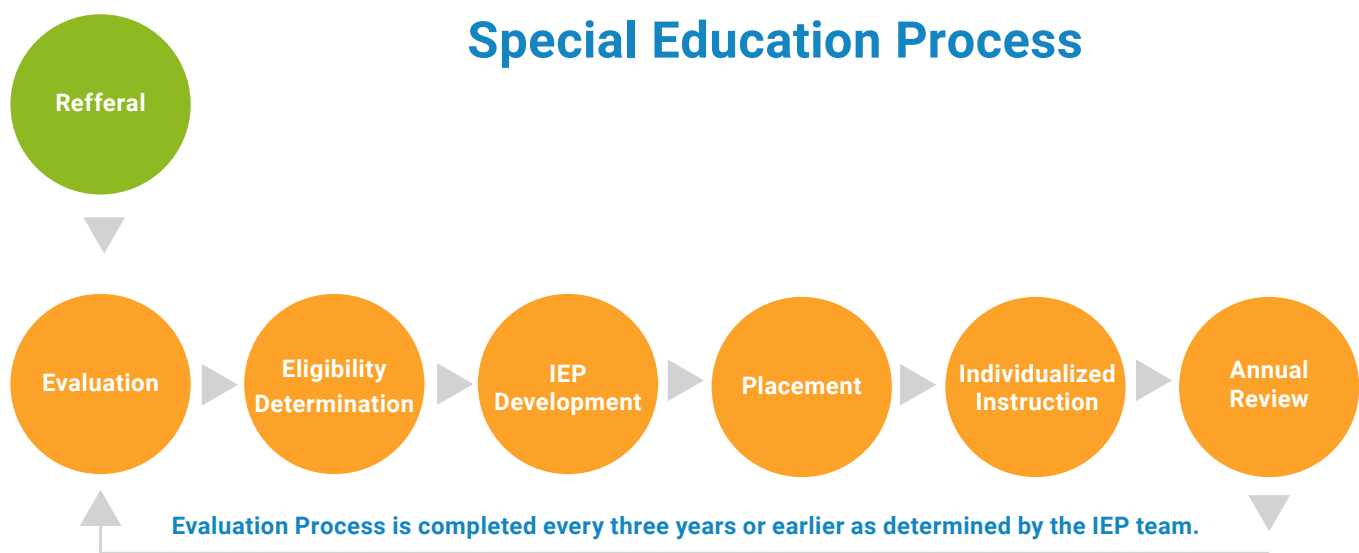 Special Education Process
Refferal
Evaluation
Eligibility
Determination
IEP
Development
Placement
Individualized
Instruction
Annual
Review
Evaluation Process is completed every three years or earlier as determined by the IEP team.